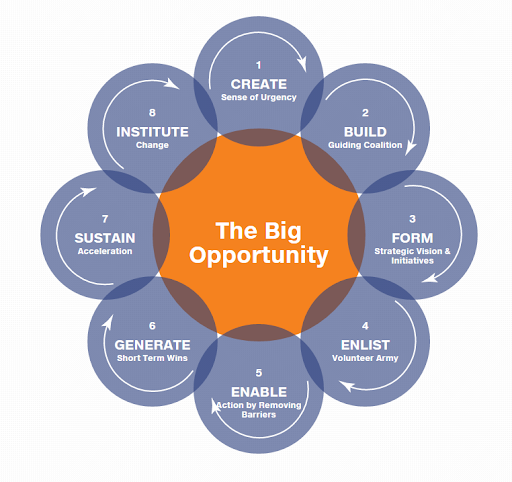 1
CREATE
Sense of Urgency
2
BUILD
Guiding Coalition
3
FORM
Strategic Vision &
Initiatives
4
ENLIST
Volunteer Army
5
ENABLE
Action by Removing
Barriers
6
GENERATE
Short Term Wins
7
SUSTAIN
Acceleration
8
INSTITUTE
Change
The Big
Opportunity